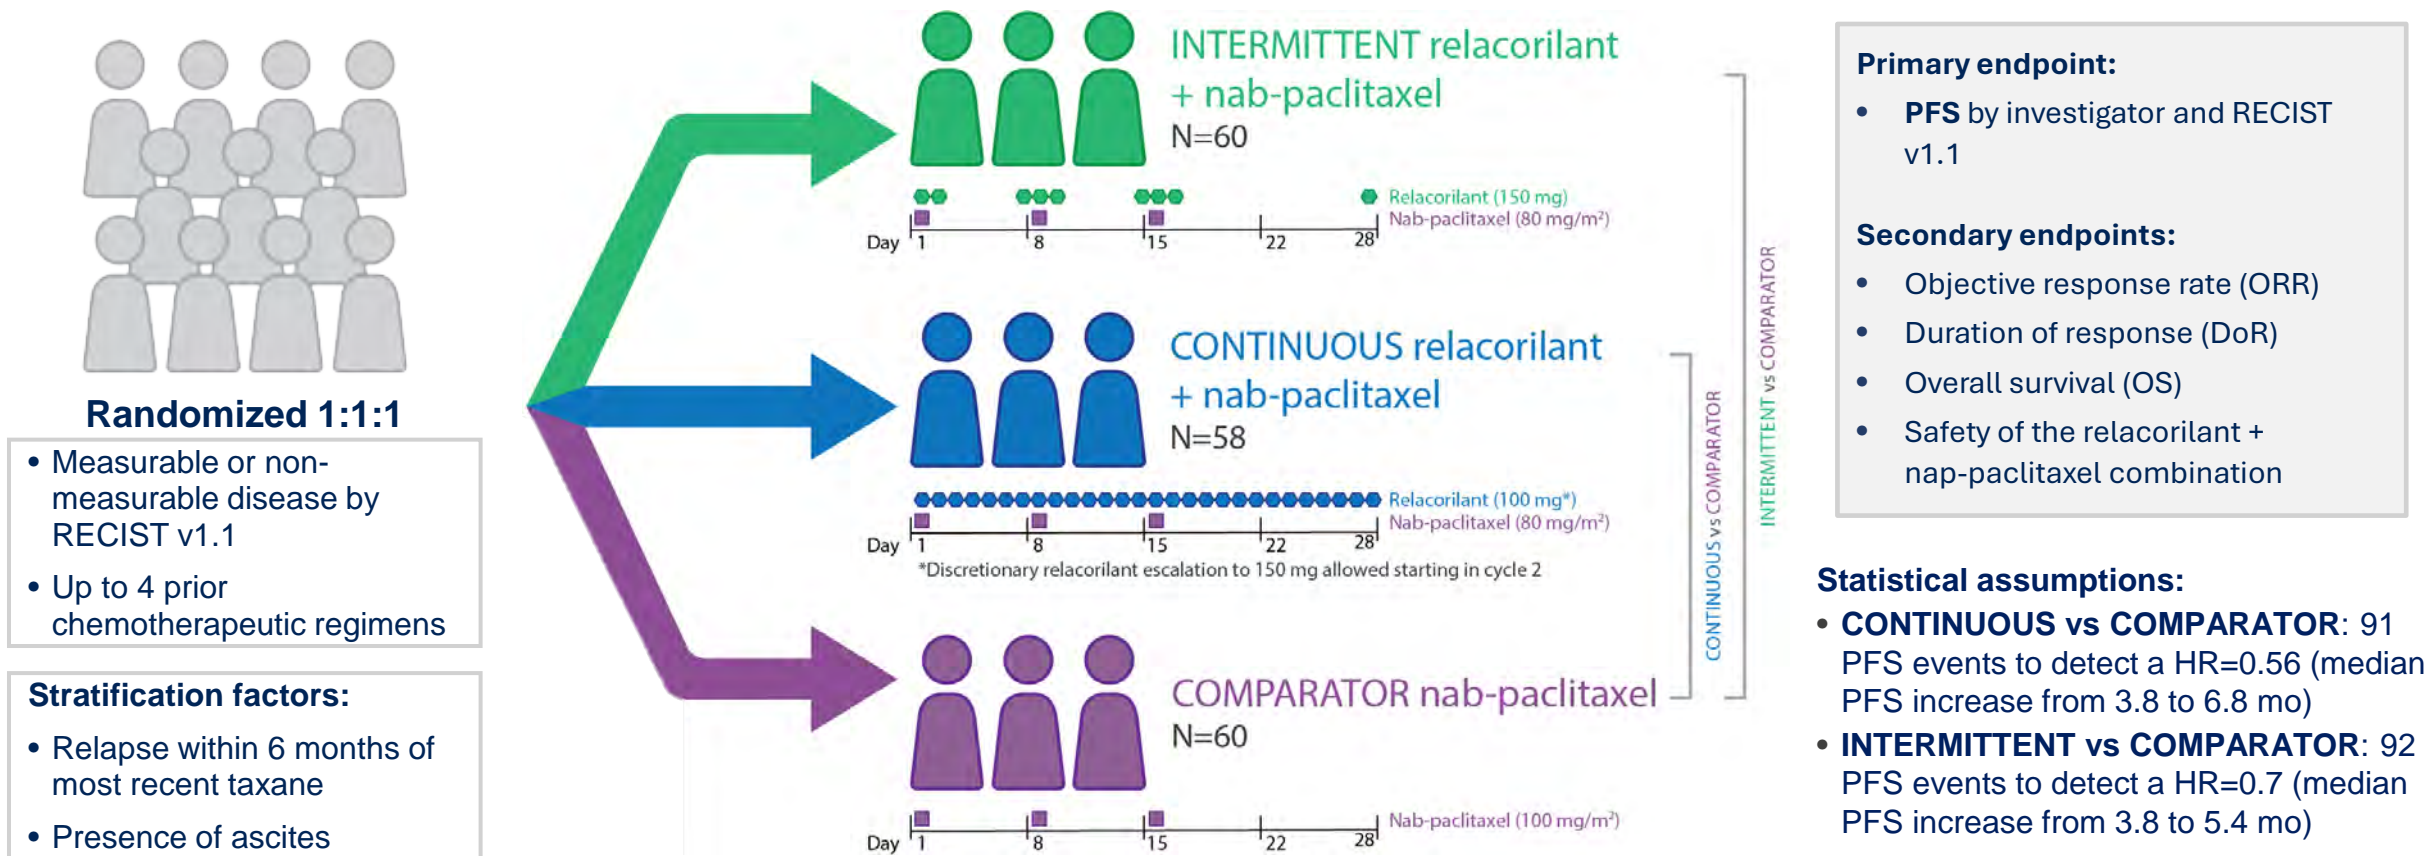 Randomized 1:1:1
• Measurable or non-
measurable disease by
RECIST v1.1
• Up to 4 prior
chemotherapeutic regimens
Stratification factors:
• Relapse within 6 months of
most recent taxane
• Presence of ascites
INTERMITTENT relacorilant
+ nab-paclitaxel
N=60
Relacorilant (150 mg)
Nab-paclitaxel (80 mg/m²)
Day 1 8 15 22 28
CONTINUOUS relacorilant
+ nab-paclitaxel
N=58
Relacorilant (100 mg*)
Nab-paclitaxel (80 mg/m²)
Day 1 8 15 22 28
*Discretionary relacorilant escalation to 150 mg allowed starting in cycle 2
COMPARATOR nab-paclitaxel
N=60
Nab-paclitaxel (100 mg/m²)
Day 1 8 15 22 28
CONTINUOUS vs COMPARATOR
INTERMITTENT vs COMPARATOR
Primary endpoint:
• PFS by investigator and RECIST
v1.1
Secondary endpoints:
• Objective response rate (ORR)
• Duration of response (DoR)
• Overall survival (OS)
• Safety of the relacorilant +
nap-paclitaxel combination
Statistical assumptions:
• CONTINUOUS vs COMPARATOR: 91
PFS events to detect a HR=0.56 (median
PFS increase from 3.8 to 6.8 mo)
• INTERMITTENT vs COMPARATOR: 92
PFS events to detect a HR=0.7 (median
PFS increase from 3.8 to 5.4 mo)